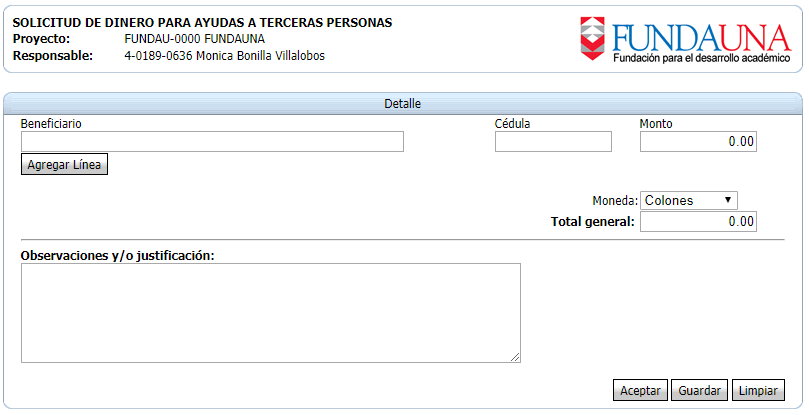 SOLICITUD DE DINERO PARA AYUDAS A TERCERAS PERSONAS
Proyecto: FUNDAU-0000 FUNDAUNA
Responsable: 4-0189-0636 Monica Bonilla Villalobos
FUNDAUNA
Fundación para el desarrollo académico
Detalle
Beneficiario Cédula Monto
0.00
Agregar Línea
Moneda: Colones
Total general: 0.00
Observaciones y/o justificación:
Aceptar Guardar Limpiar